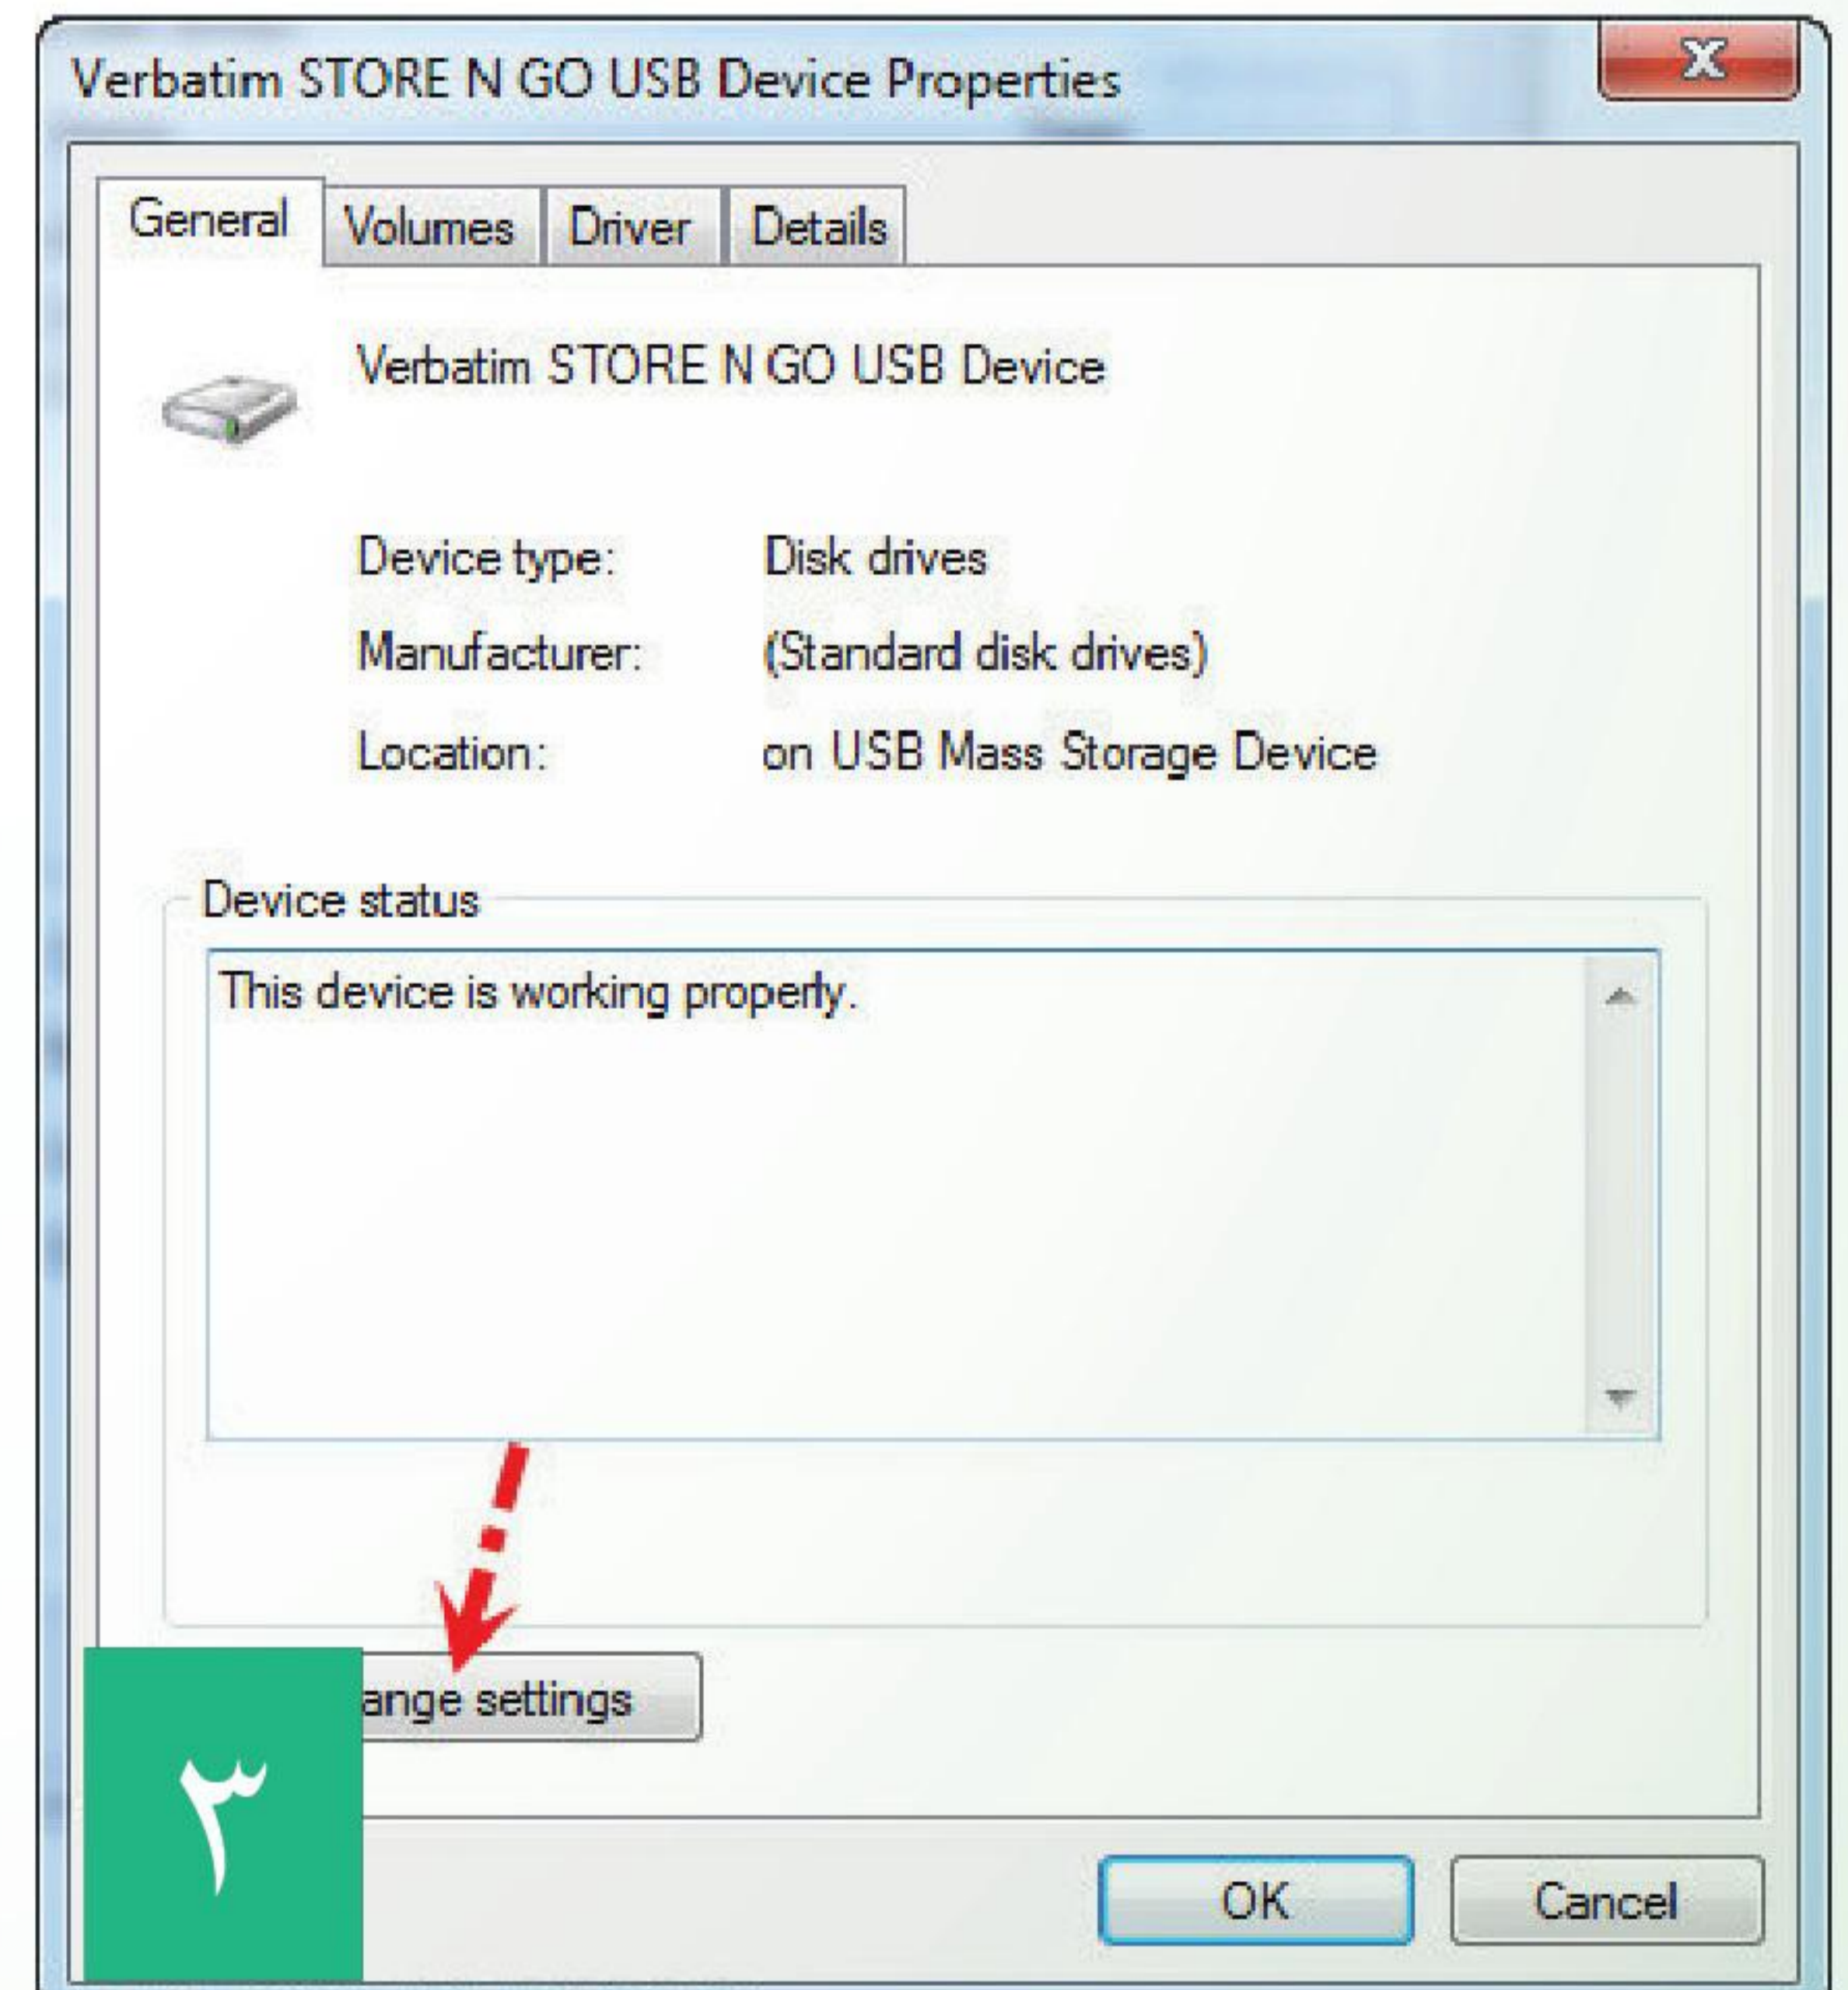 Verbatim STORE N GO USB Device Properties
General Volumes Driver Details
Verbatim STORE N GO USB Device
Device type: Disk drives
Manufacturer: (Standard disk drives)
Location: on USB Mass Storage Device
Device status
This device is working properly.
ange settings
٣
OK Cancel